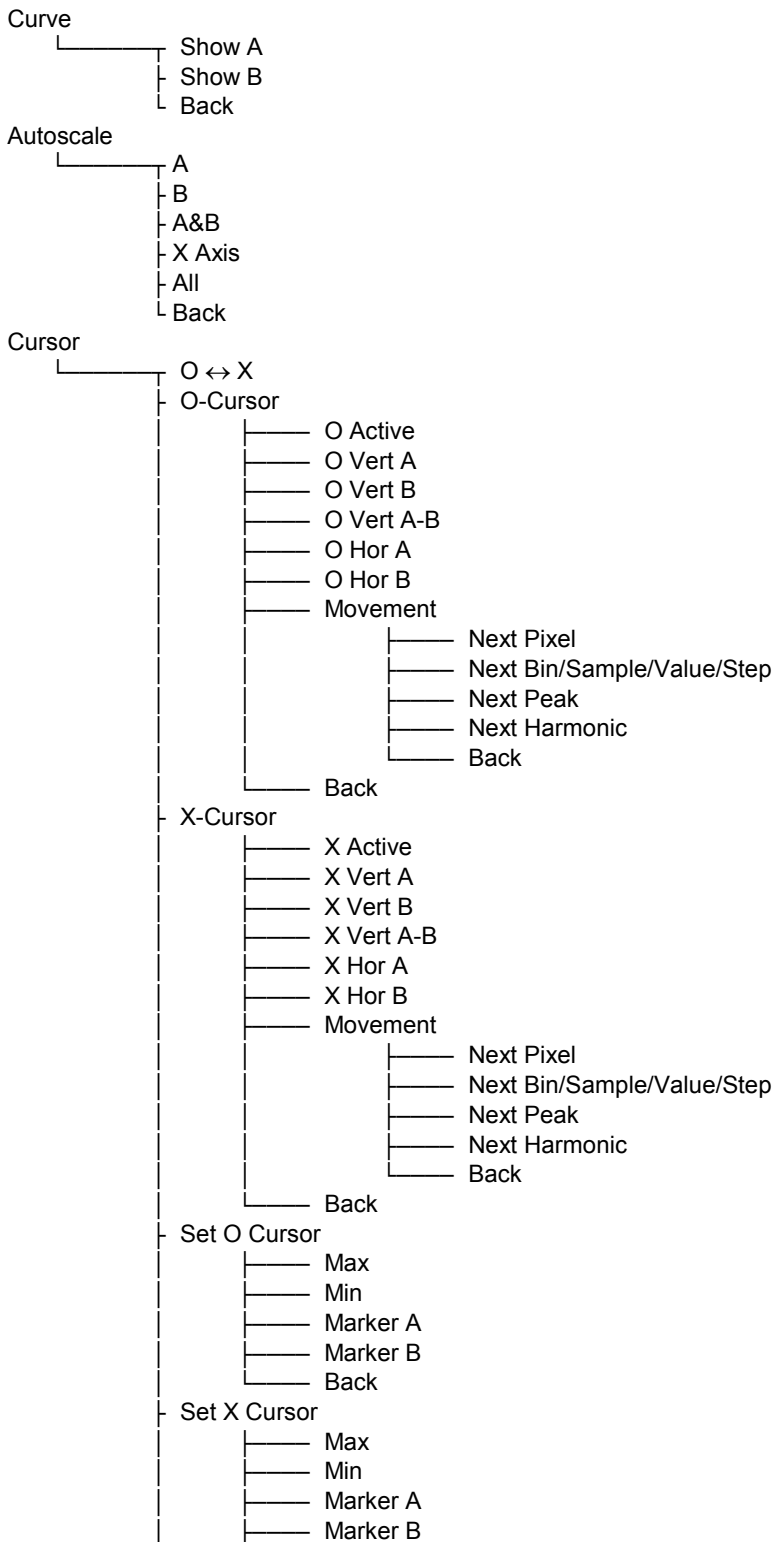 Curve
Show A
Show B
Back
Autoscale
A
B
A&B
X Axis
All
Back
Cursor
O ↔ X
O-Cursor
O Active
O Vert A
O Vert B
O Vert A-B
O Hor A
O Hor B
Movement
Next Pixel
Next Bin/Sample/Value/Step
Next Peak
Next Harmonic
Back
Back
X-Cursor
X Active
X Vert A
X Vert B
X Vert A-B
X Hor A
X Hor B
Movement
Next Pixel
Next Bin/Sample/Value/Step
Next Peak
Next Harmonic
Back
Back
Set O Cursor
Max
Min
Marker A
Marker B
Back
Set X Cursor
Max
Min
Marker A
Marker B